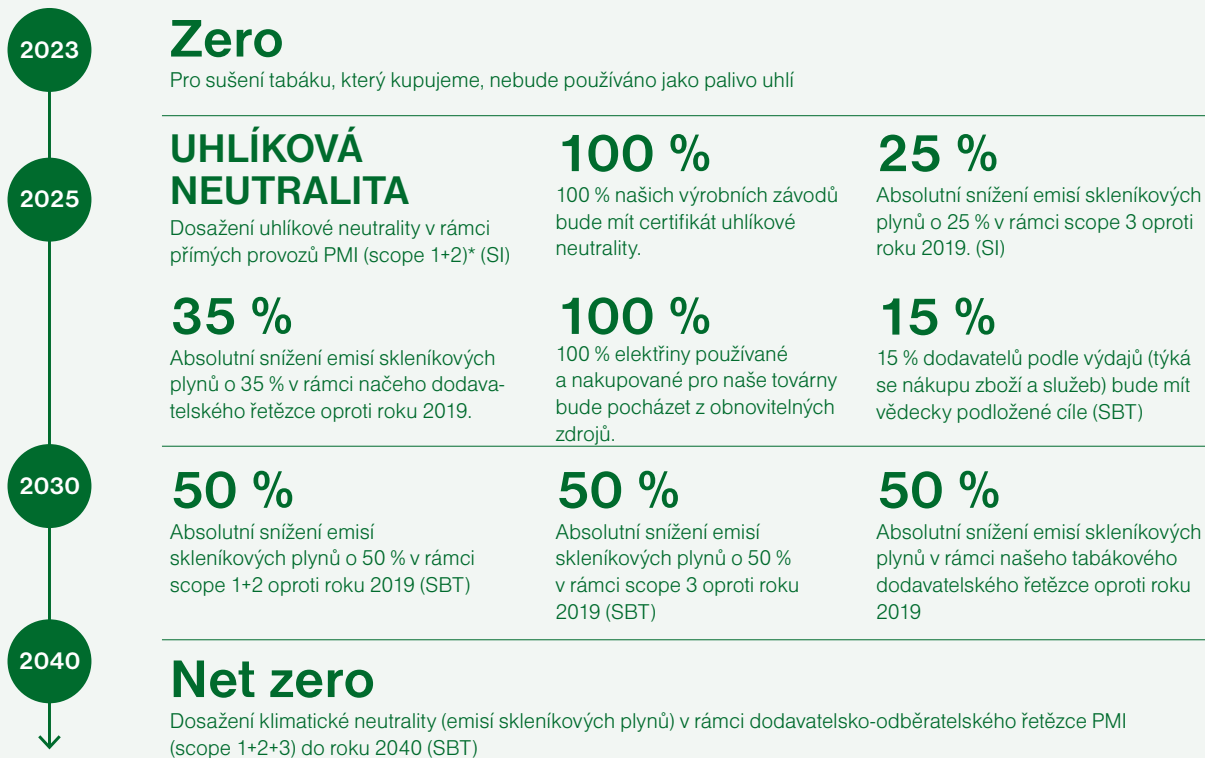 2023
Zero
Pro sušení tabáku, který kupujeme, nebude používáno jako palivo uhlí
2025
UHLÍKOVÁ
NEUTRALITA
Dosažení uhlíkové neutrality v rámci
přímých provozů PMI (scope 1+2)* (SI)
100 %
100 % našich výrobních závodů
bude mít certifikát uhlíkové
neutrality.
25 %
Absolutní snížení emisí skleníkových
plynů o 25 % v rámci scope 3 oproti
roku 2019. (SI)
35 %
Absolutní snížení emisí skleníkových
plynů o 35 % v rámci načeho dodava-
telského řetězce oproti roku 2019.
100 %
100 % elektřiny používané
a nakupované pro naše továrny
bude pocházet z obnovitelných
zdrojů.
15 %
15 % dodavatelů podle výdajů (týká
se nákupu zboží a služeb) bude mít
vědecky podložené cíle (SBT)
2030
50 %
Absolutní snížení emisí
skleníkových plynů o 50 % v rámci
scope 1+2 oproti roku 2019 (SBT)
50 %
Absolutní snížení emisí
skleníkových plynů o 50 %
v rámci scope 3 oproti roku
2019 (SBT)
50 %
Absolutní snížení emisí skleníkových
plynů v rámci našeho tabákového
dodavatelského řetězce oproti roku
2019
2040
Net zero
Dosažení klimatické neutrality (emisí skleníkových plynů) v rámci dodavatelsko-odběratelského řetězce PMI
(scope 1+2+3) do roku 2040 (SBT)